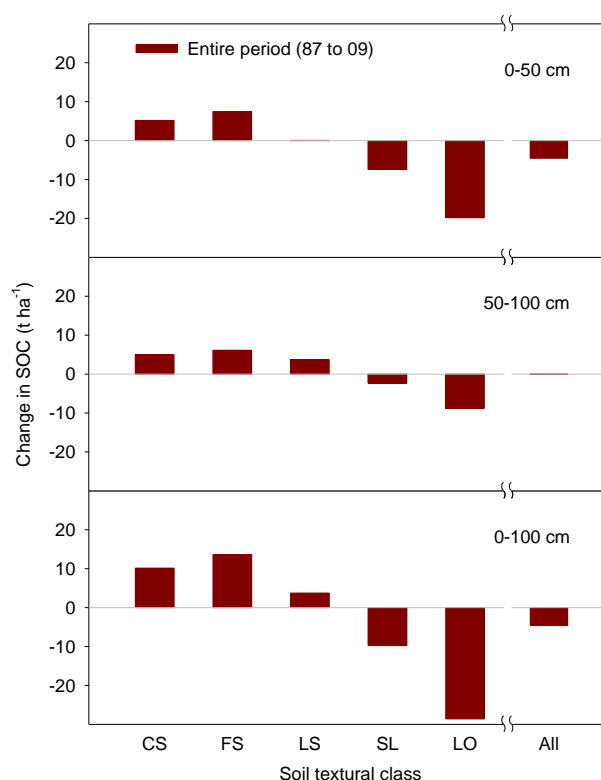 Entire period (87 to 09)
0-50 cm
20
10
0
-10
-20
50-100 cm
20
10
0
-10
-20
Change in SOC (t ha-1)
0-100 cm
20
10
0
-10
-20
CS FS LS SL LO All
Soil textural class